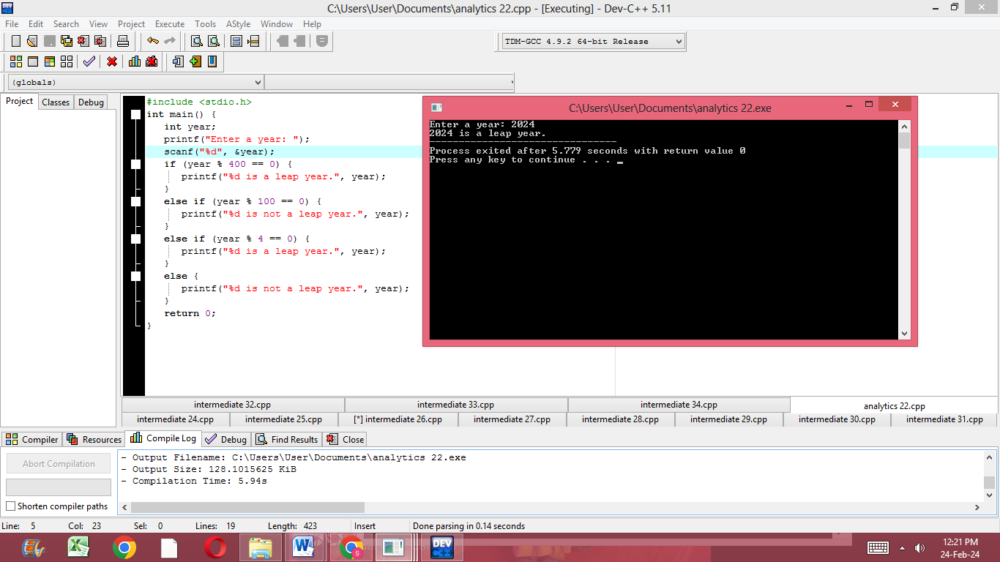 C:\Users\User\Documents\analytics 22.cpp - [Executing] - Dev-C++ 5.11
File Edit Search View Project Execute Tools AStyle Window Help
TDM-GCC 4.9.2 64-bit Release
(globals)
Project Classes Debug
#include <stdio.h>
int main() {
int year;
printf("Enter a year: ");
scanf("%d", &year);
if (year % 400 == 0) {
printf("%d is a leap year.", year);
}
else if (year % 100 == 0) {
printf("%d is not a leap year.", year);
}
else if (year % 4 == 0) {
printf("%d is a leap year.", year);
}
else {
printf("%d is not a leap year.", year);
}
return 0;
}
C:\Users\User\Documents\analytics 22.exe
Enter a year: 2024
2024 is a leap year.
--------------------------------
Process exited after 5.779 seconds with return value 0
Press any key to continue . . .
intermediate 32.cpp intermediate 33.cpp intermediate 34.cpp analytics 22.cpp
intermediate 24.cpp intermediate 25.cpp [*] intermediate 26.cpp intermediate 27.cpp intermediate 28.cpp intermediate 29.cpp intermediate 30.cpp intermediate 31.cpp
Compiler Resources Compile Log Debug Find Results Close
Abort Compilation
Shorten compiler paths
- Output Filename: C:\Users\User\Documents\analytics 22.exe
- Output Size: 128.1015625 KiB
- Compilation Time: 5.94s
Line: 5 Col: 23 Sel: 0 Lines: 19 Length: 423 Insert Done parsing in 0.14 seconds
DEV C++
12:21 PM
24-Feb-24